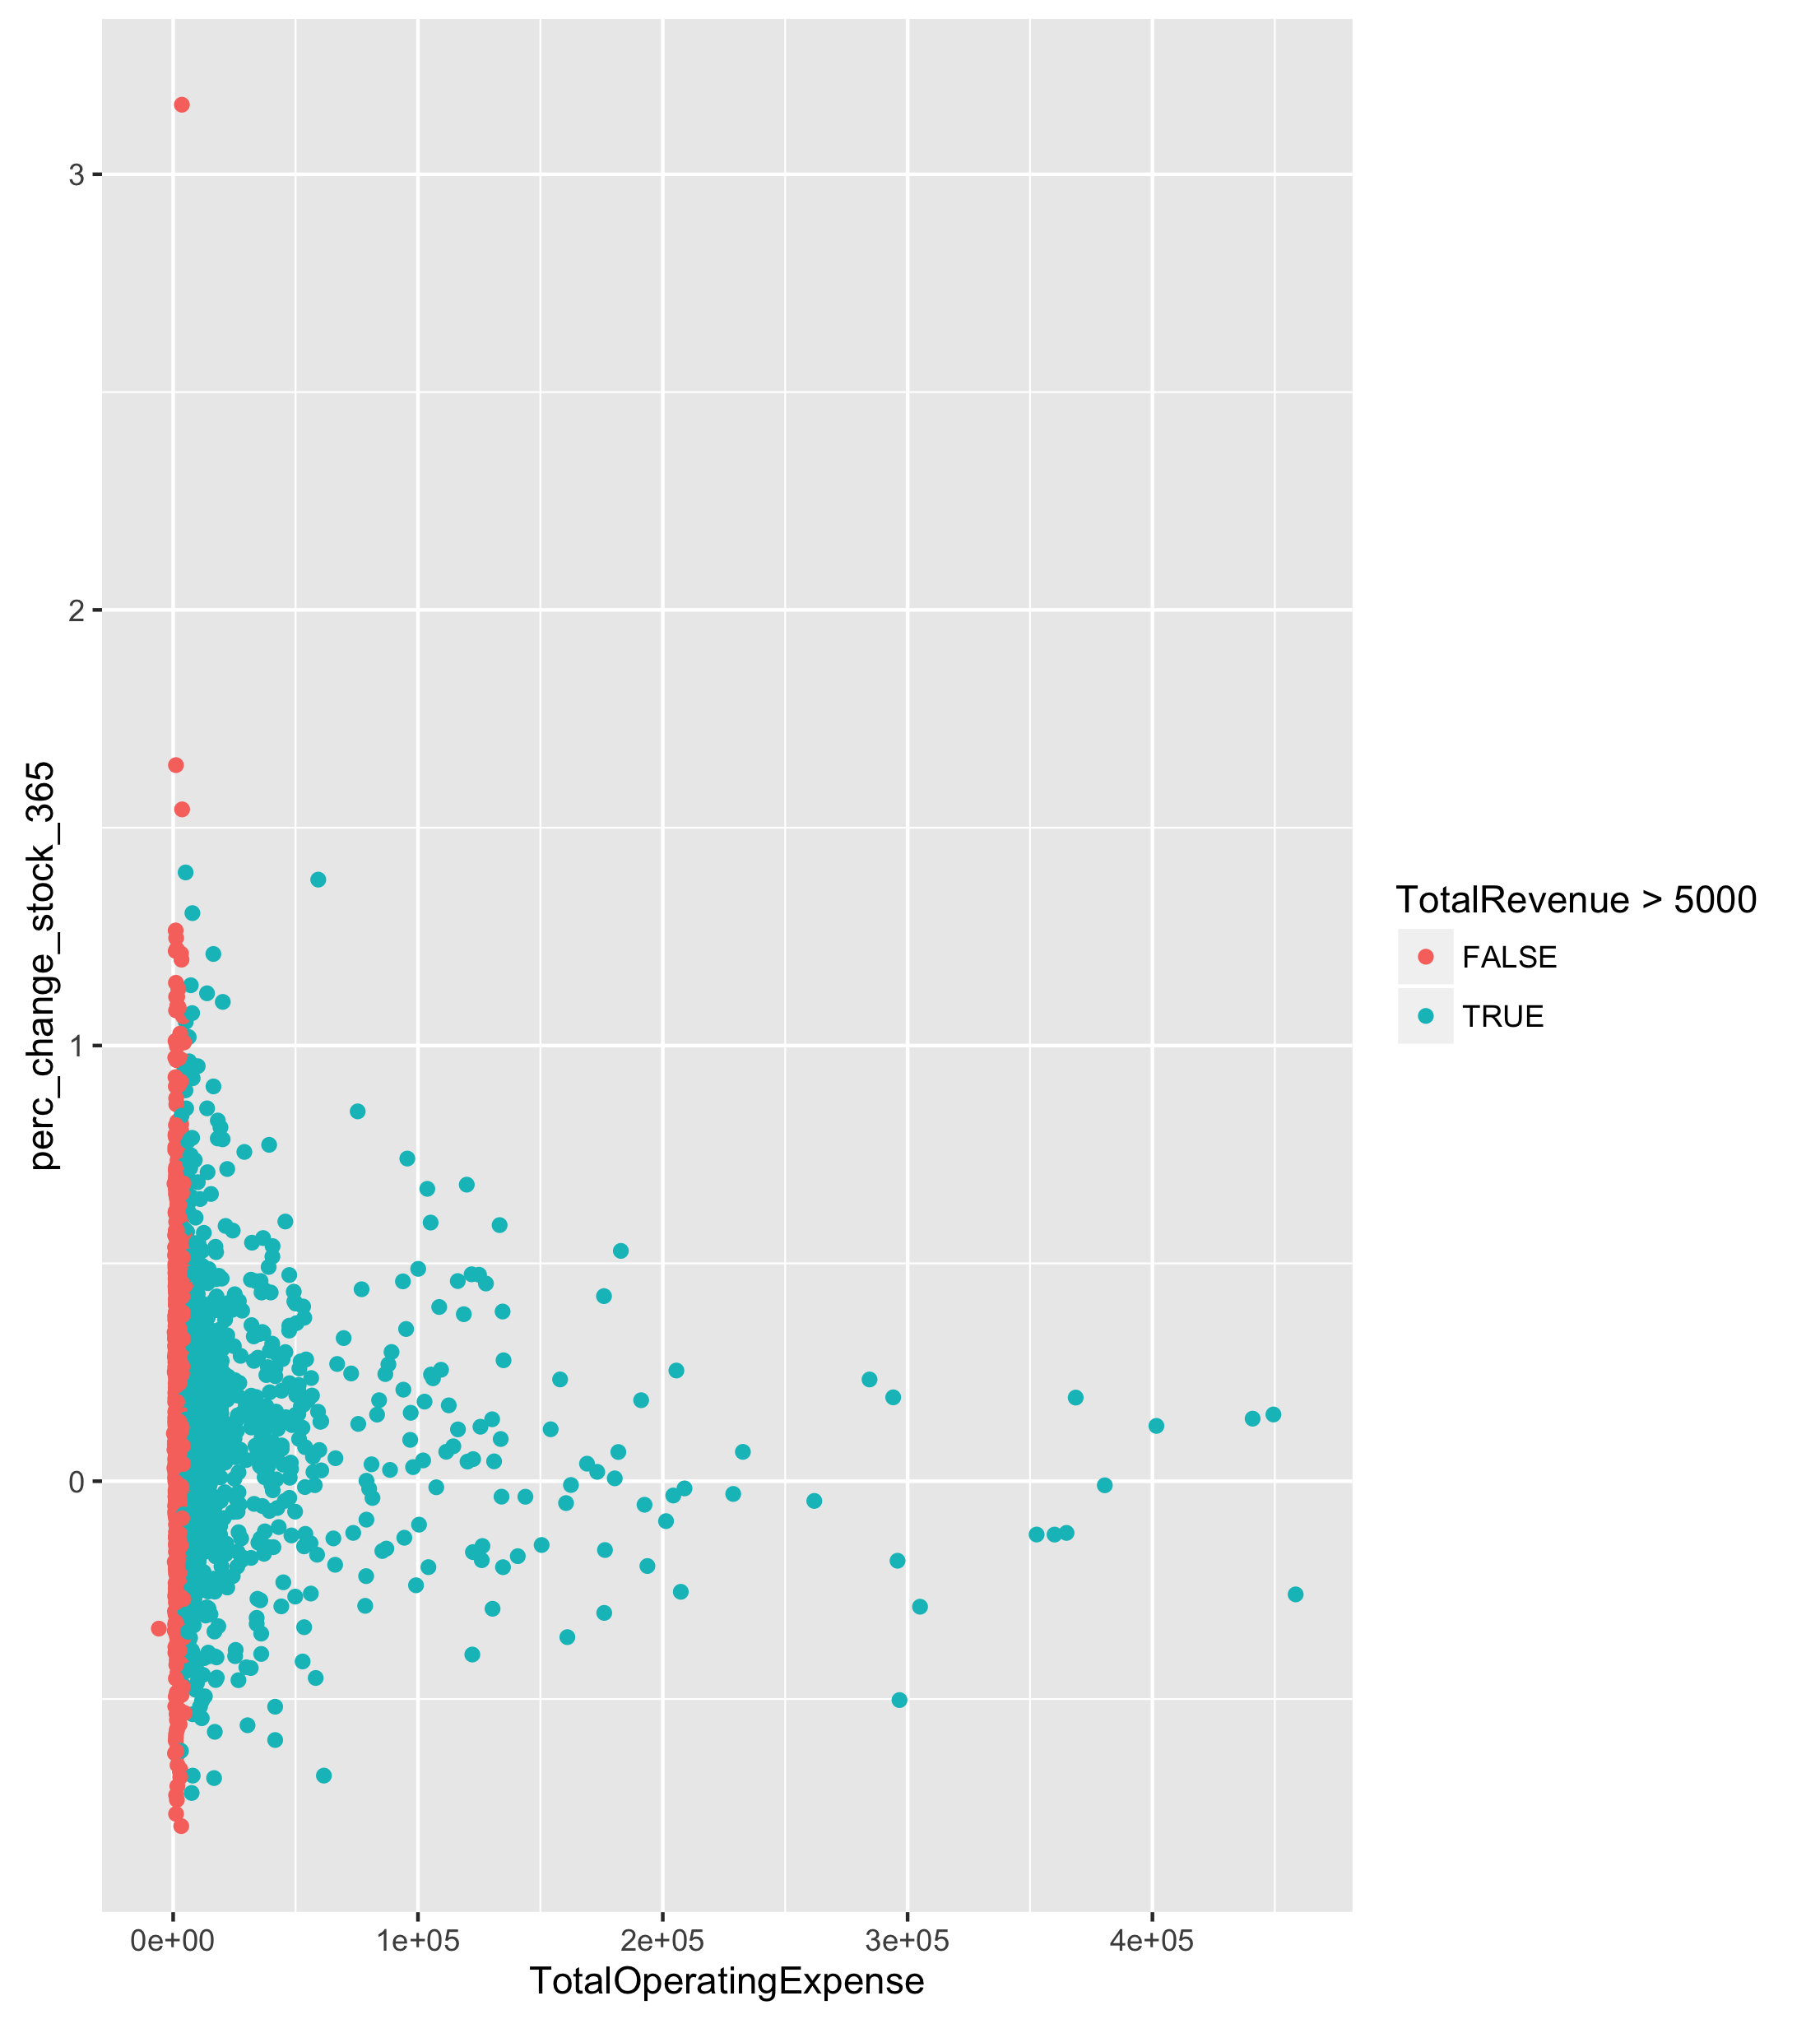 3
2
1
0
perc_change_stock_365
0e+00 1e+05 2e+05 3e+05 4e+05
TotalOperatingExpense
TotalRevenue > 5000
FALSE
TRUE